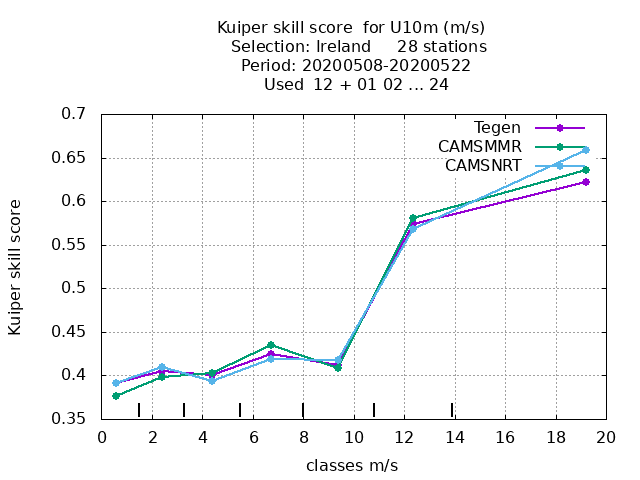 Kuiper skill score  for U10m (m/s)
Selection: Ireland     28 stations
Period: 20200508-20200522
Used  12 + 01 02 ... 24
0.7
0.65
0.6
0.55
0.5
0.45
0.4
0.35
Kuiper skill score
Tegen
CAMSMMR
CAMSNRT
0 2 4 6 8 10 12 14 16 18 20
classes m/s